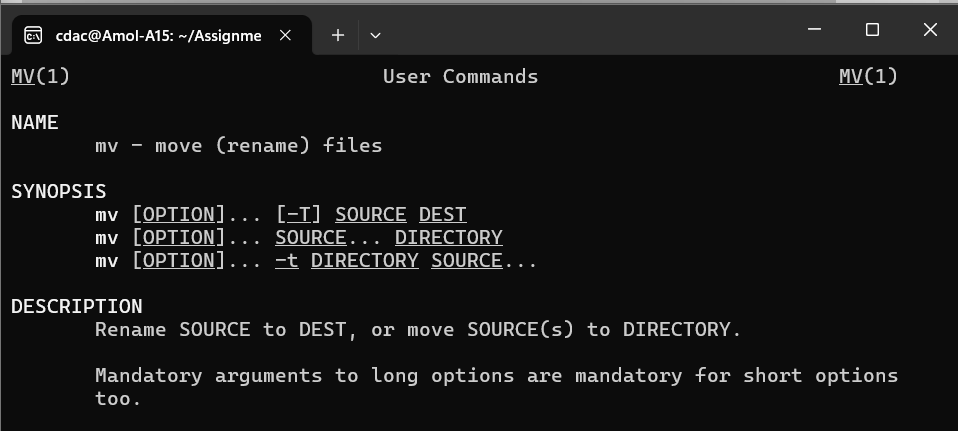 cdac@Amol-A15: ~/Assignme
MV(1) User Commands MV(1)
NAME
mv - move (rename) files
SYNOPSIS
mv [OPTION]... [-T] SOURCE DEST
mv [OPTION]... SOURCE... DIRECTORY
mv [OPTION]... -t DIRECTORY SOURCE...
DESCRIPTION
Rename SOURCE to DEST, or move SOURCE(s) to DIRECTORY.
Mandatory arguments to long options are mandatory for short options
too.